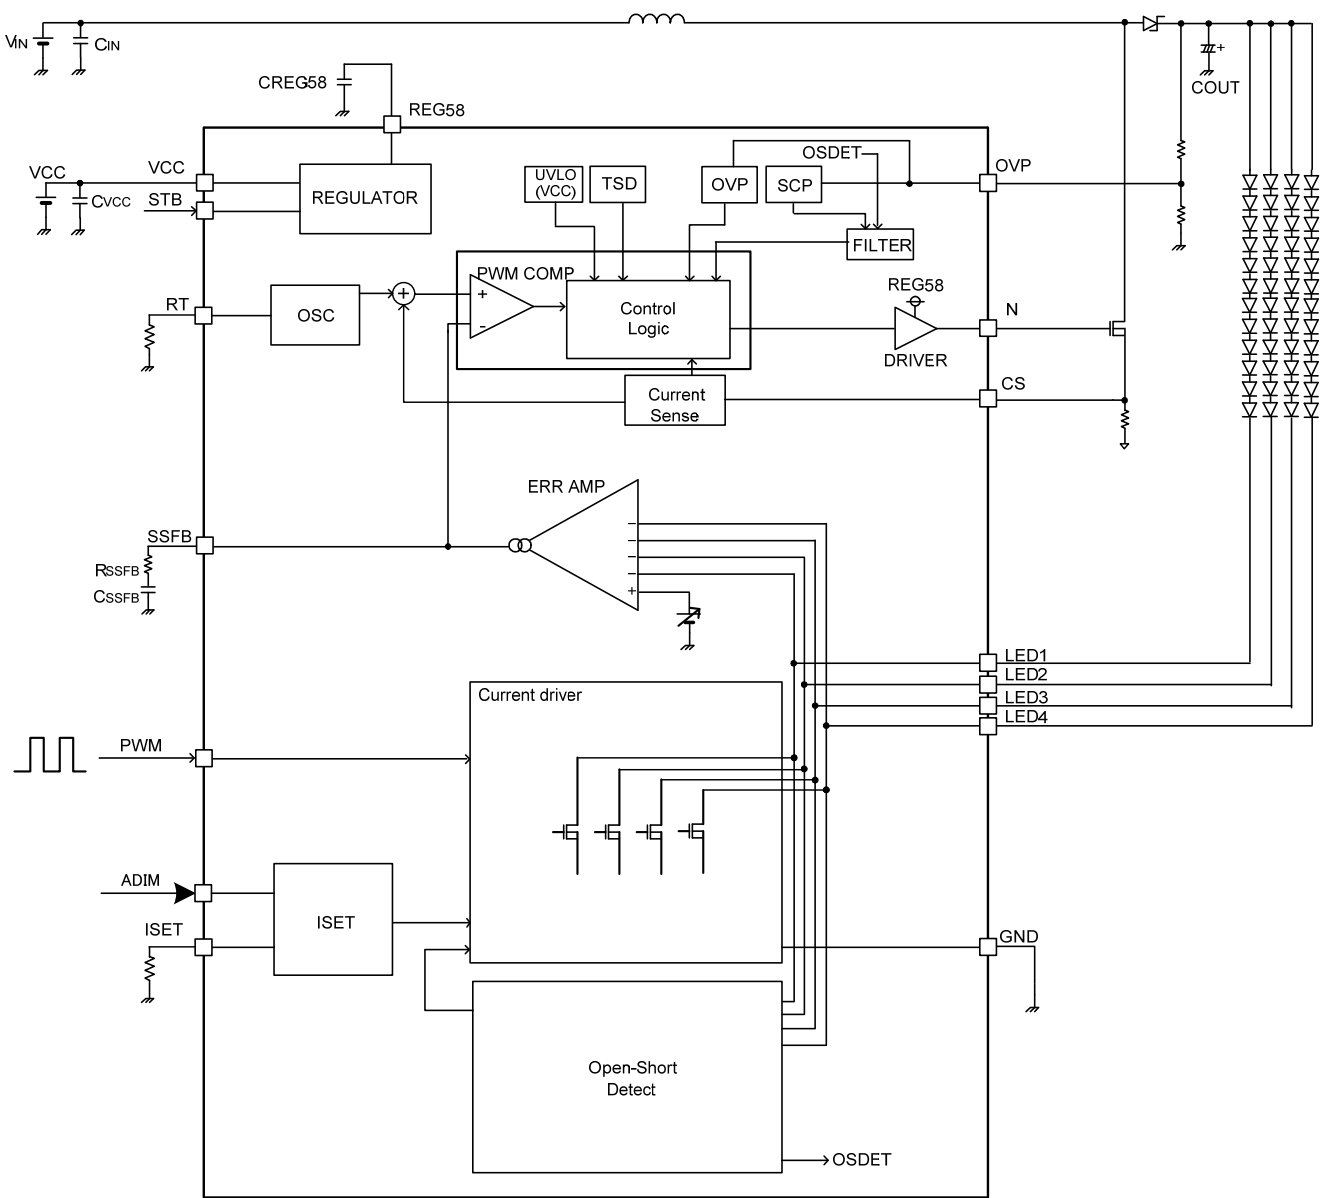 VIN
CIN
CREG58
REG58
COUT
VCC
VCC
CVCC
STB
REGULATOR
UVLO
(VCC)
TSD
OVP
OSDET
SCP
FILTER
OVP
RT
OSC
+
PWM COMP
+
-
Control
Logic
REG58
DRIVER
N
Current
Sense
CS
ERR AMP
SSFB
RSSFB
CSSFB
−
−
−
−
+
+
LED1
LED2
LED3
LED4
Current driver
PWM
ADIM
ISET
ISET
GND
Open-Short
Detect
OSDET